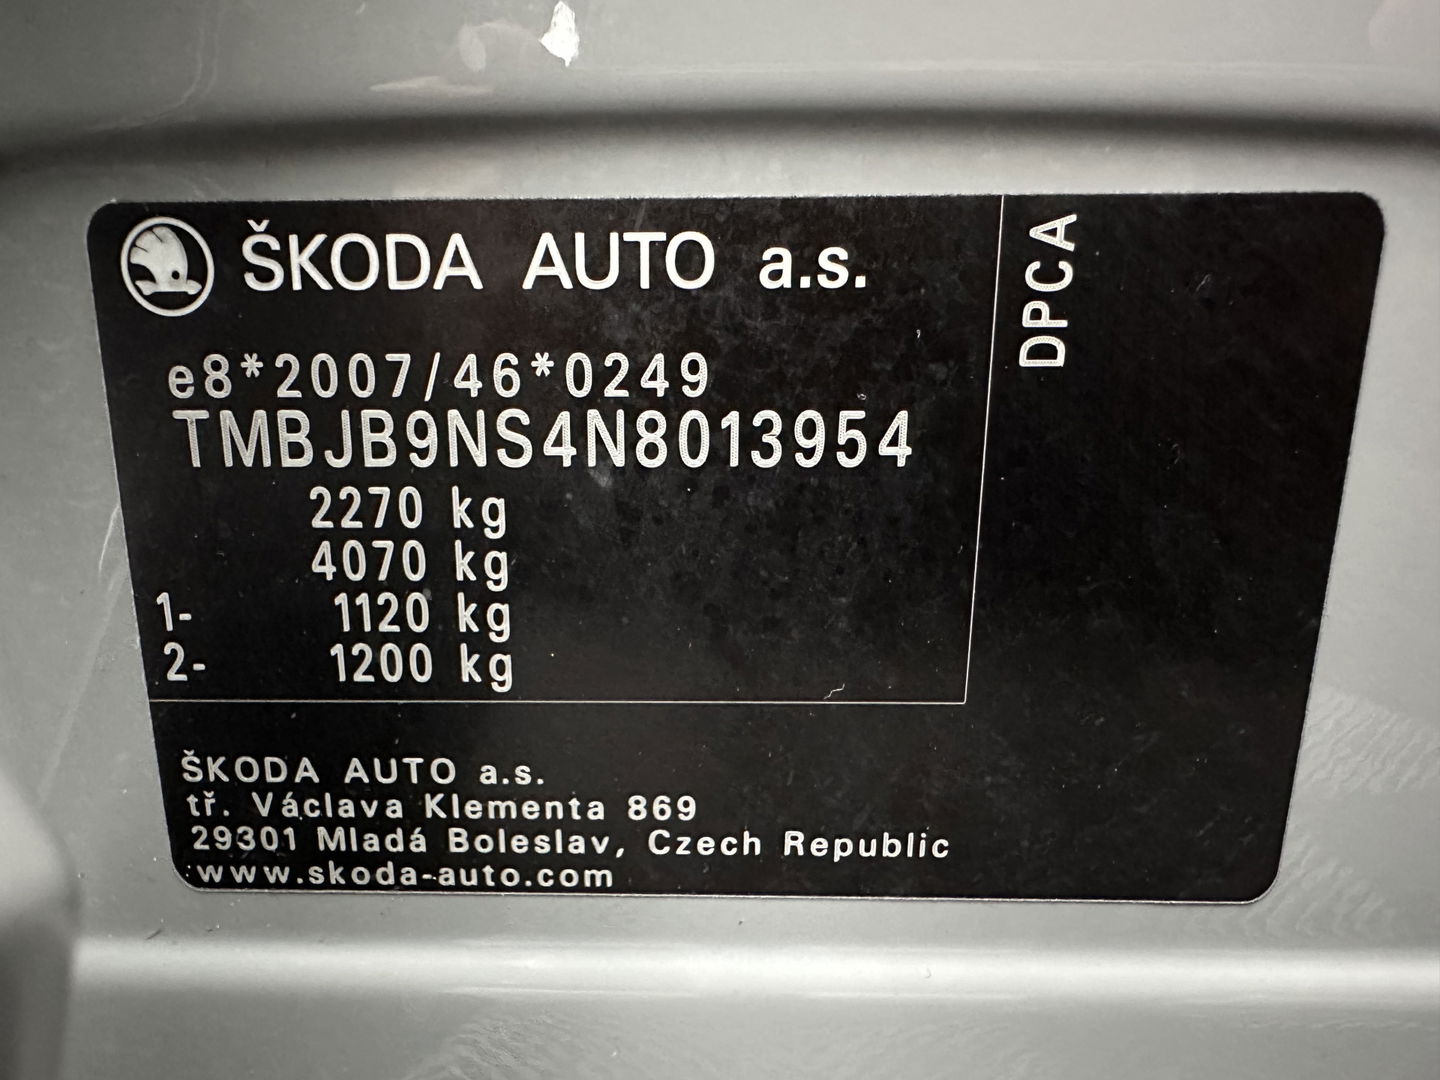 ŠKODA AUTO a.s.
DPCA
e8*2007/46*0249
TMBJB9NS4N8013954
2270 kg
4070 kg
1- 1120 kg
2- 1200 kg
ŠKODA AUTO a.s.
tř. Václava Klementa 869
29301 Mladá Boleslav, Czech Republic
www.skoda-auto.com